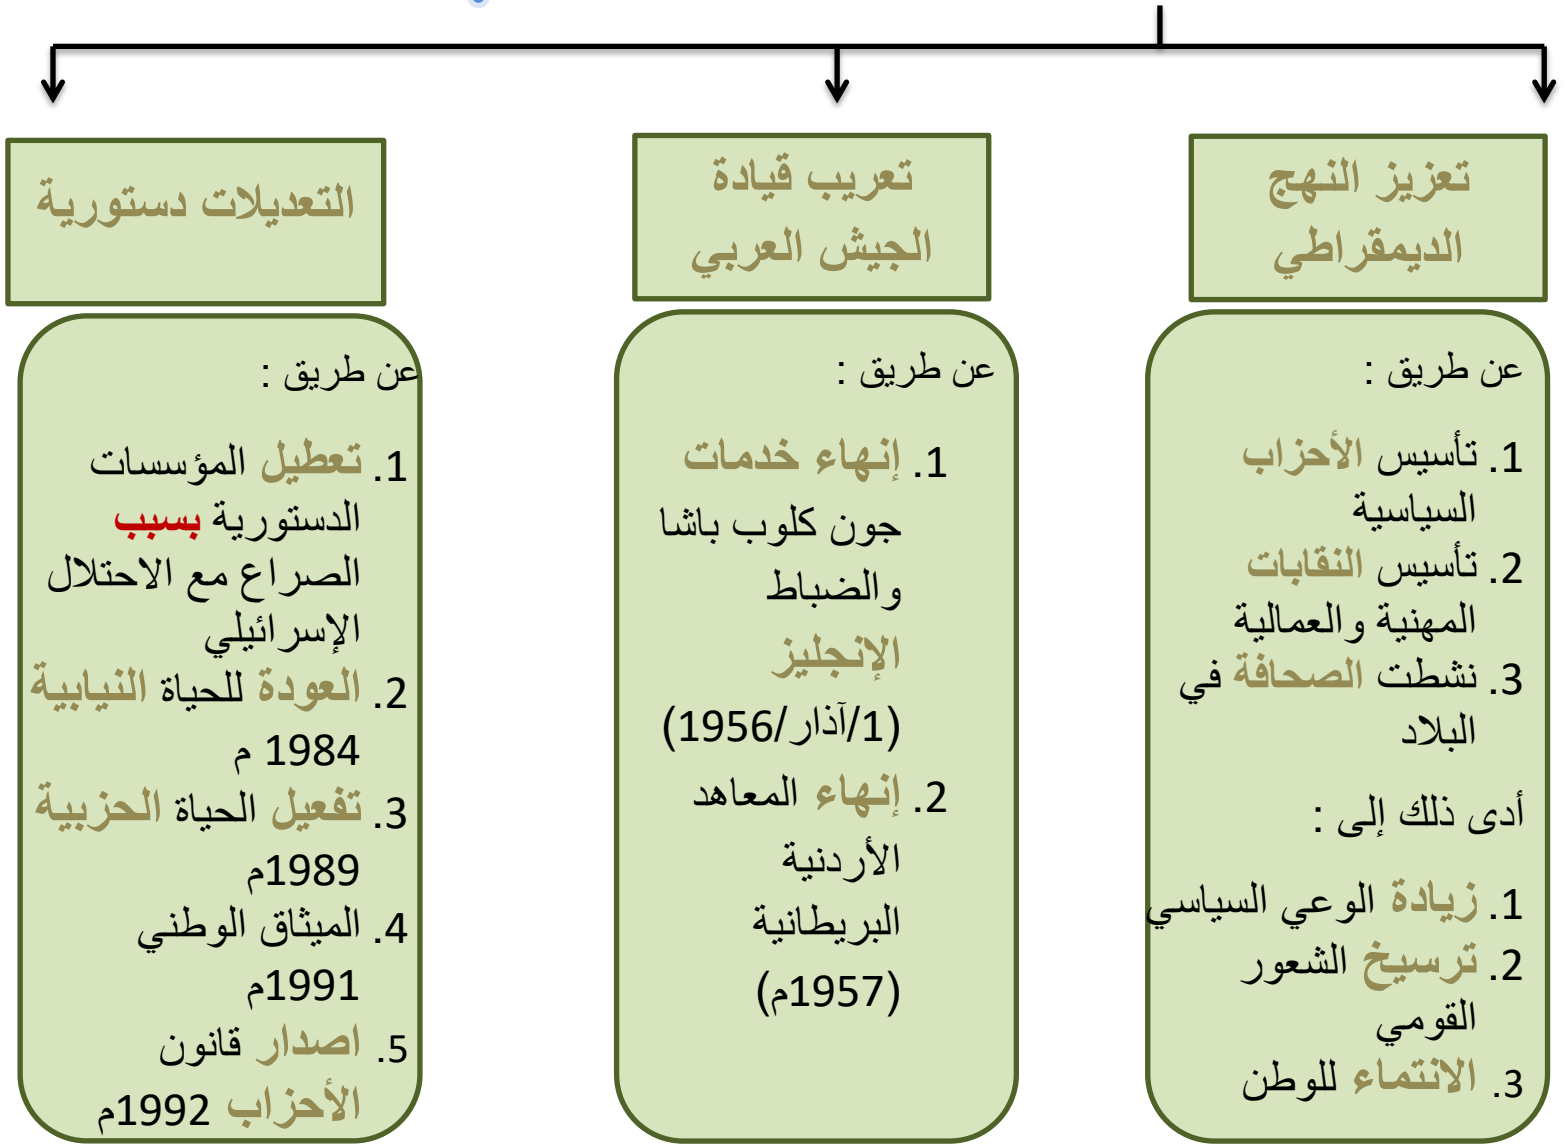 تعزيز النهج
الديمقراطي
عن طريق :
1. تأسيس الأحزاب
السياسية
2. تأسيس النقابات
المهنية والعمالية
3. نشطت الصحافة في
البلاد
أدى ذلك إلى :
1. زيادة الوعي السياسي
2. ترسيخ الشعور
القومي
3. الانتماء للوطن
تعريب قيادة
الجيش العربي
عن طريق :
1. إنهاء خدمات
جون كلوب باشا
والضباط
الإنجليز
(1/آذار/1956)
2. إنهاء المعاهد
الأردنية
البريطانية
(1957م)
التعديلات دستورية
عن طريق :
1. تعطيل المؤسسات
الدستورية بسبب
الصراع مع الاحتلال
الإسرائيلي
2. العودة للحياة النيابية
1984 م
3. تفعيل الحياة الحزبية
1989م
4. الميثاق الوطني
1991م
5. اصدار قانون
الأحزاب 1992م